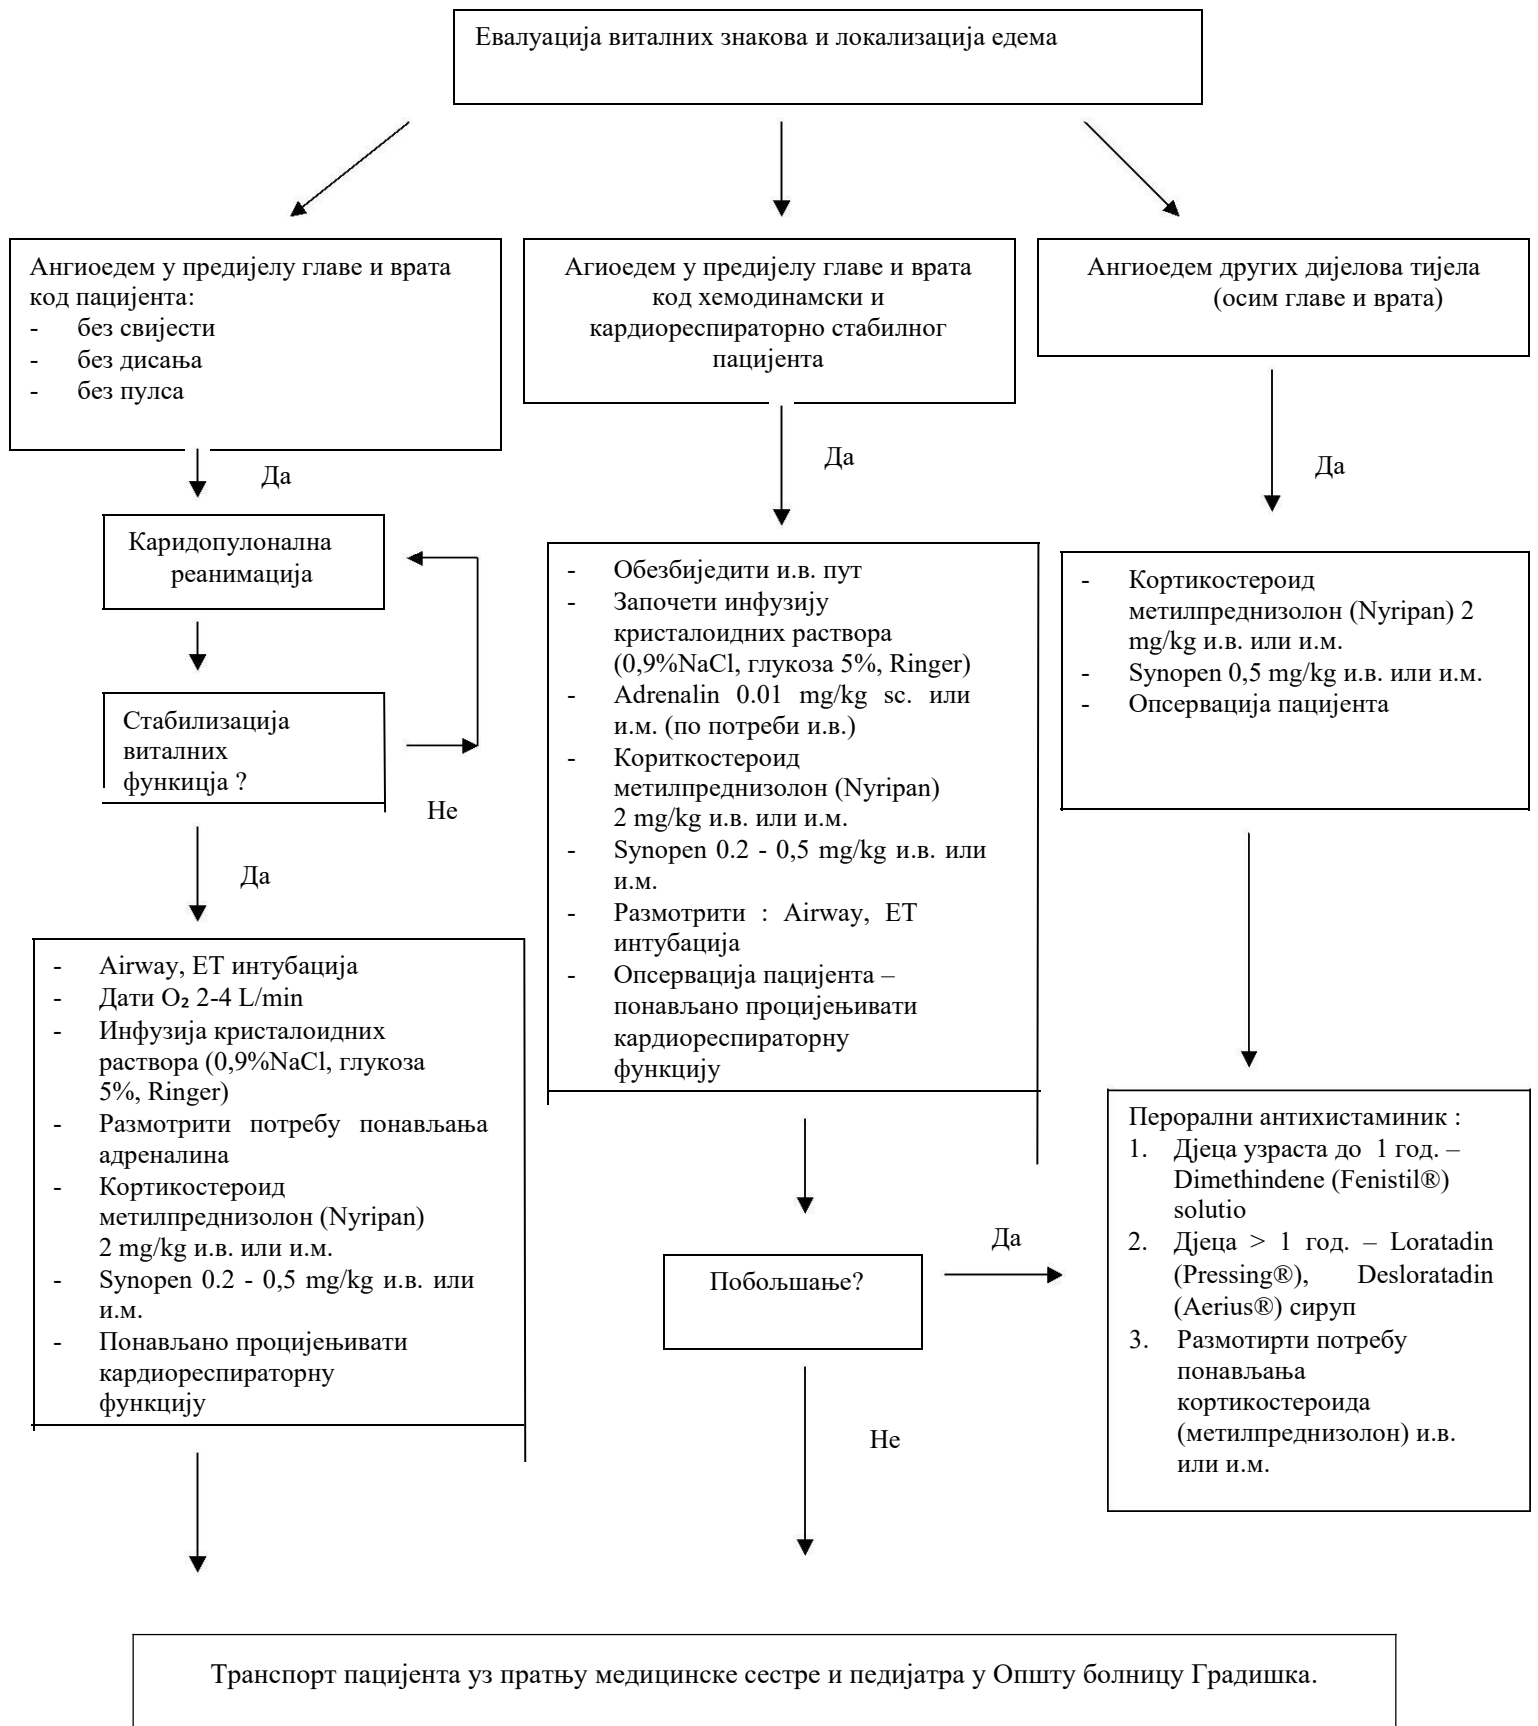 Евалуација виталних знакова и локализација едема
Ангиоедем у предијелу главе и врата
код пацијента:
- без свијести
- без дисања
- без пулса
Агиоедем у предијелу главе и врата
код хемодинамски и
кардиореспираторно стабилног
пацијента
Ангиоедем других дијелова тијела
(осим главе и врата)
Да
Да
Да
Каридопулонална
реанимација
Стабилизација
виталних
функицја ?
Не
Да
- Airway, ET интубација
- Дати O₂ 2-4 L/min
- Инфузија кристалоидних
раствора (0,9%NaCl, глукоза
5%, Ringer)
- Размотрити потребу понављања
адреналина
- Кортикостероид
метилпреднизолон (Nyripan)
2 mg/kg и.в. или и.м.
- Synopen 0.2 - 0,5 mg/kg и.в. или
и.м.
- Понављано процијењивати
кардиореспираторну
функцију
- Обезбиједити и.в. пут
- Започети инфузију
кристалоидних раствора
(0,9%NaCl, глукоза 5%, Ringer)
- Adrenalin 0.01 mg/kg sc. или
и.м. (по потреби и.в.)
- Кориткостероид
метилпреднизолон (Nyripan)
2 mg/kg и.в. или и.м.
- Synopen 0.2 - 0,5 mg/kg и.в. или
и.м.
- Размотрити : Airway, ET
интубација
- Опсервација пацијента –
понављано процијењивати
кардиореспираторну
функцију
- Кортикостероид
метилпреднизолон (Nyripan) 2
mg/kg и.в. или и.м.
- Synopen 0,5 mg/kg и.в. или и.м.
- Опсервација пацијента
Побољшање?
Да
Не
Перорални антихистаминик :
1. Дјеца узраста до 1 год. –
Dimethindene (Fenistil®)
solutio
2. Дјеца > 1 год. – Loratadin
(Pressing®), Desloratadin
(Aerius®) сируп
3. Размотирти потребу
понављања
кортикостероида
(метилпреднизолон) и.в.
или и.м.
Транспорт пацијента уз пратњу медицинске сестре и педијатра у Општу болницу Градишка.